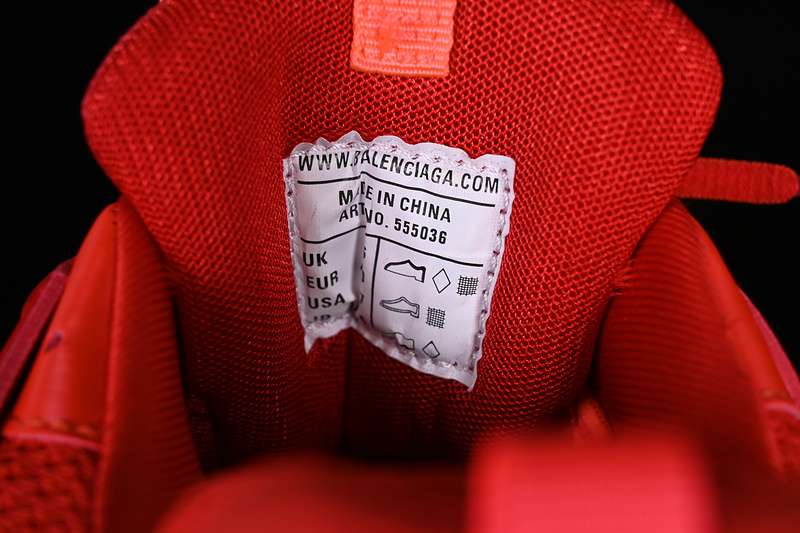 WWW.BALENCIAGA.COM
MADE IN CHINA
ART NO. 555036
UK
EUR
USA